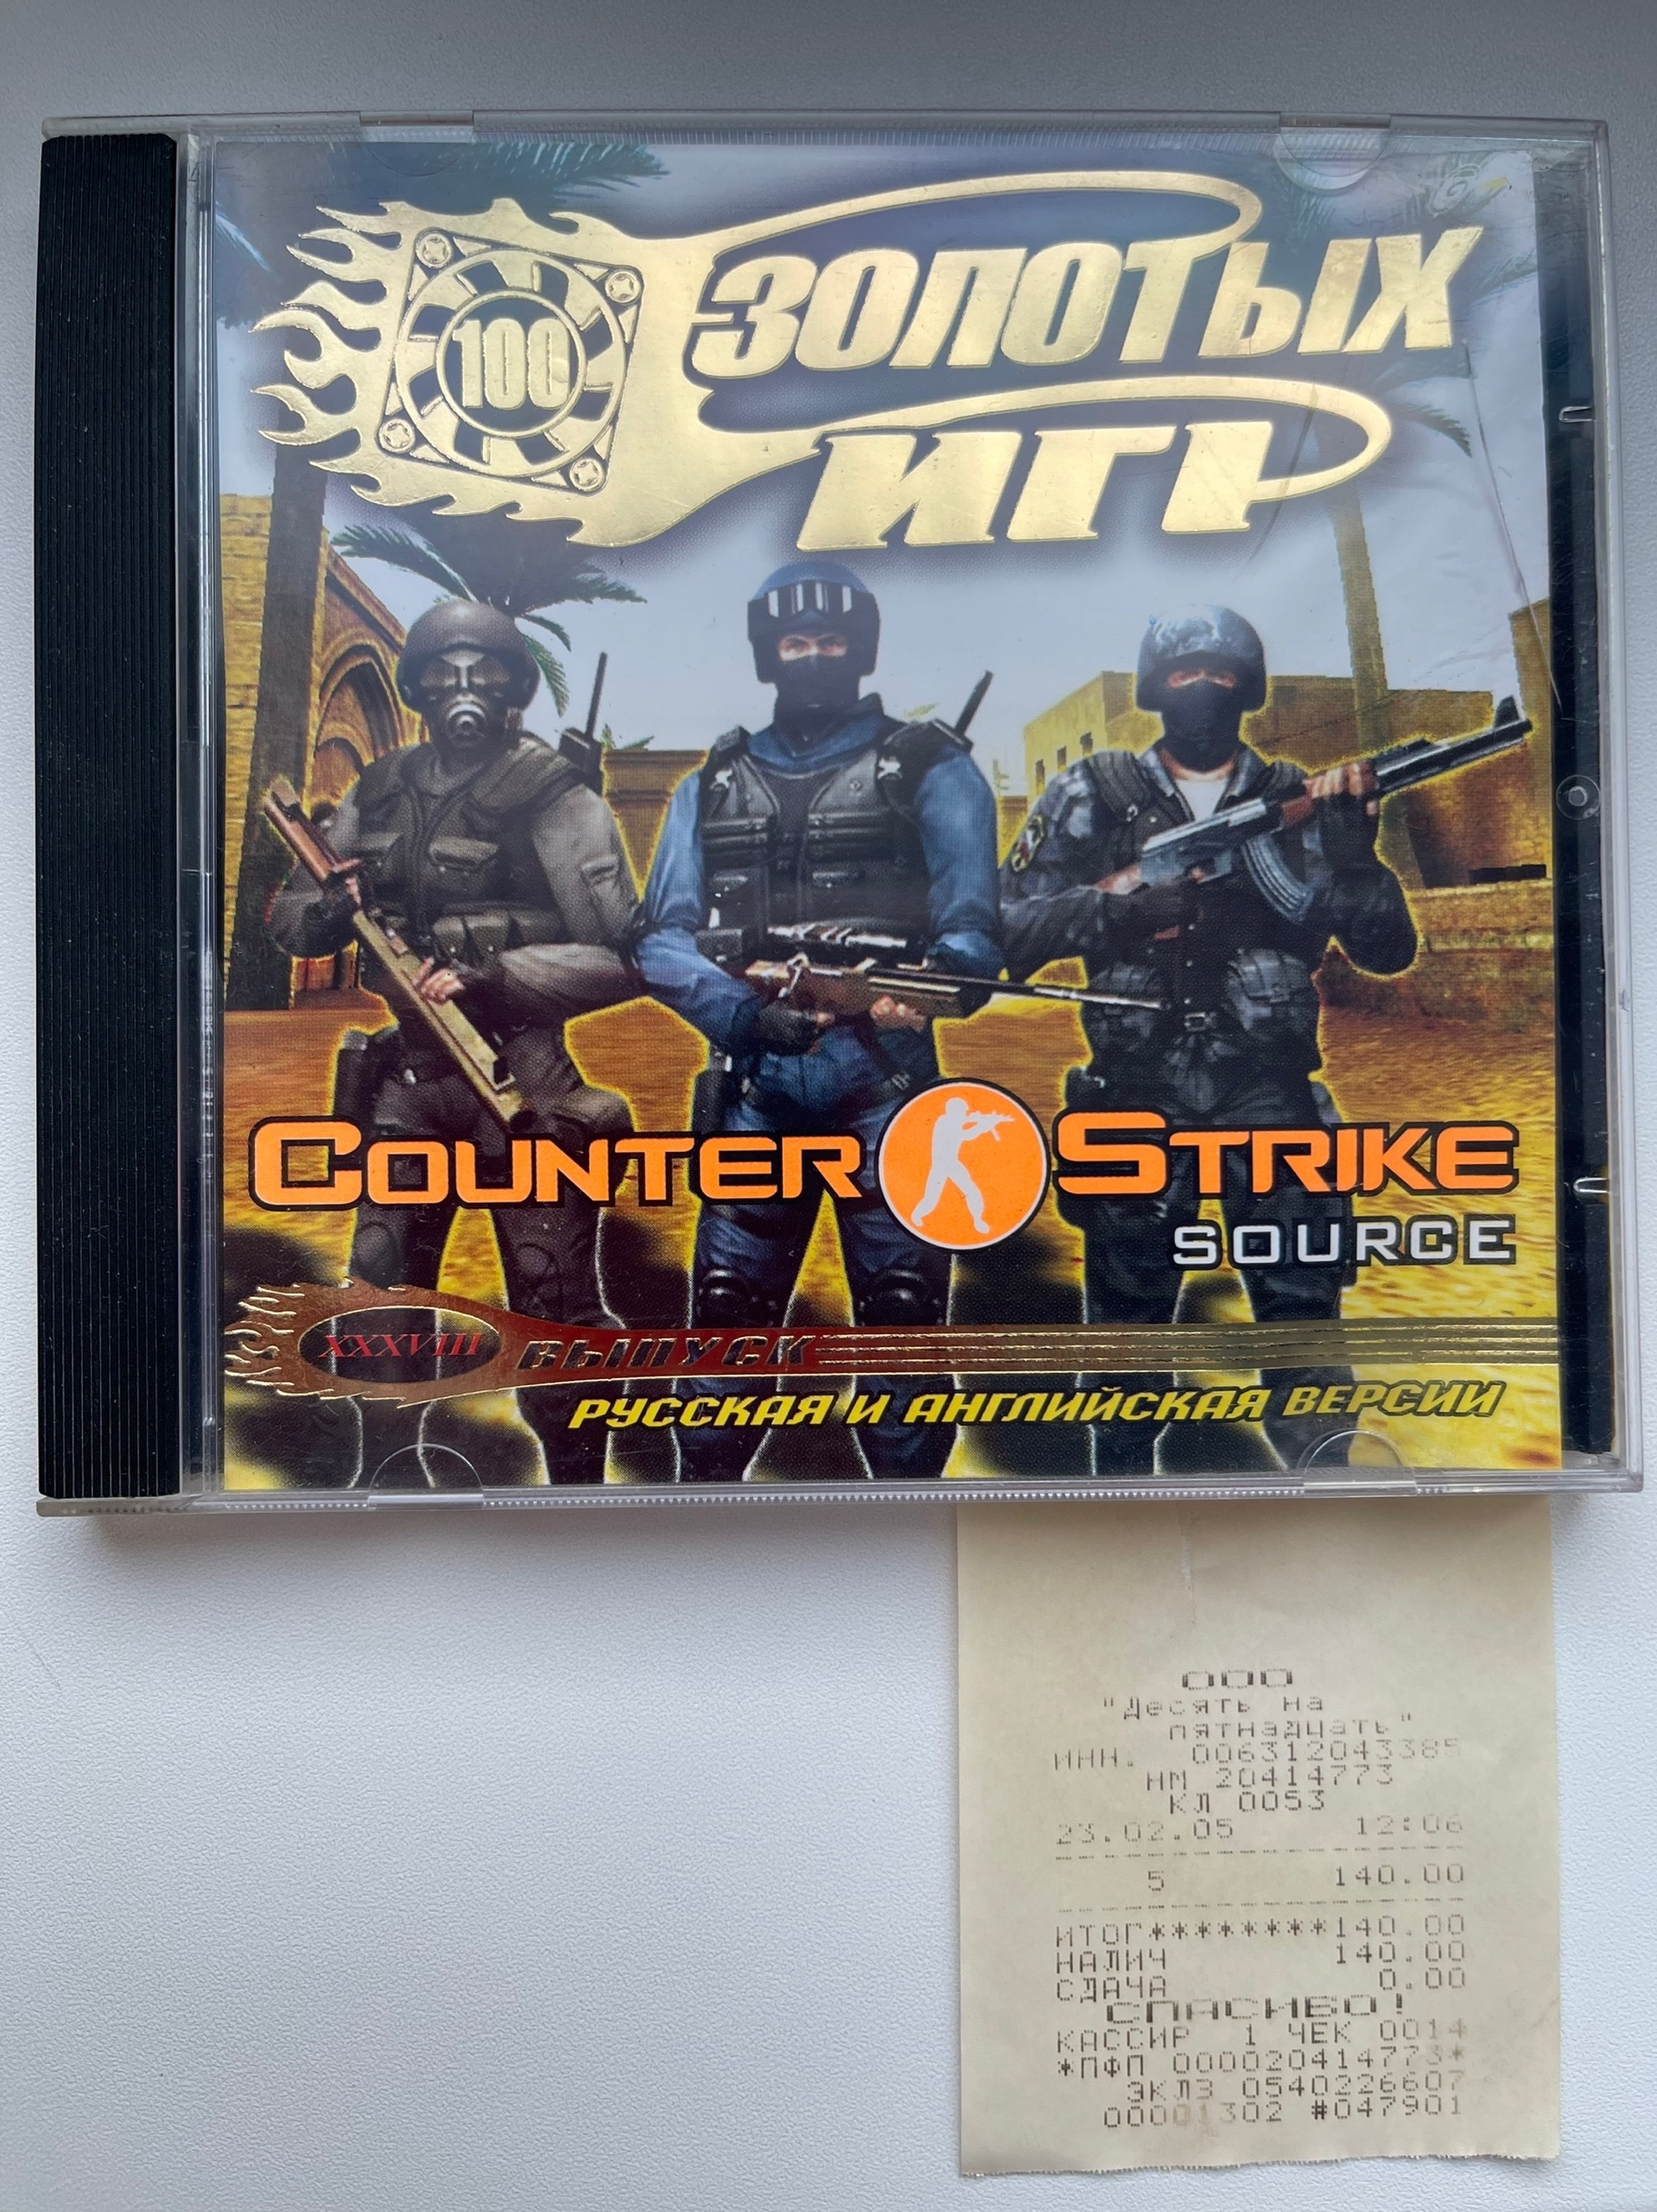 100
ЗОЛОТЫХ
ИГР
COUNTER STRIKE
SOURCE
XXXVIII ВЫПУСК
РУССКАЯ И АНГЛИЙСКАЯ ВЕРСИИ
ООО
"Десять на
пятнадцать"
ИНН. 006312043385
НМ 20414773
КЛ 0053
23.02.05 12:06
5 140.00
ИТОГ********140.00
НАЛИЧ 140.00
СДАЧА 0.00
СПАСИБО!
КАССИР 1 ЧЕК 0014
*ПФП 000020414773*
ЭКЛЗ 0540226607
00001302 #047901